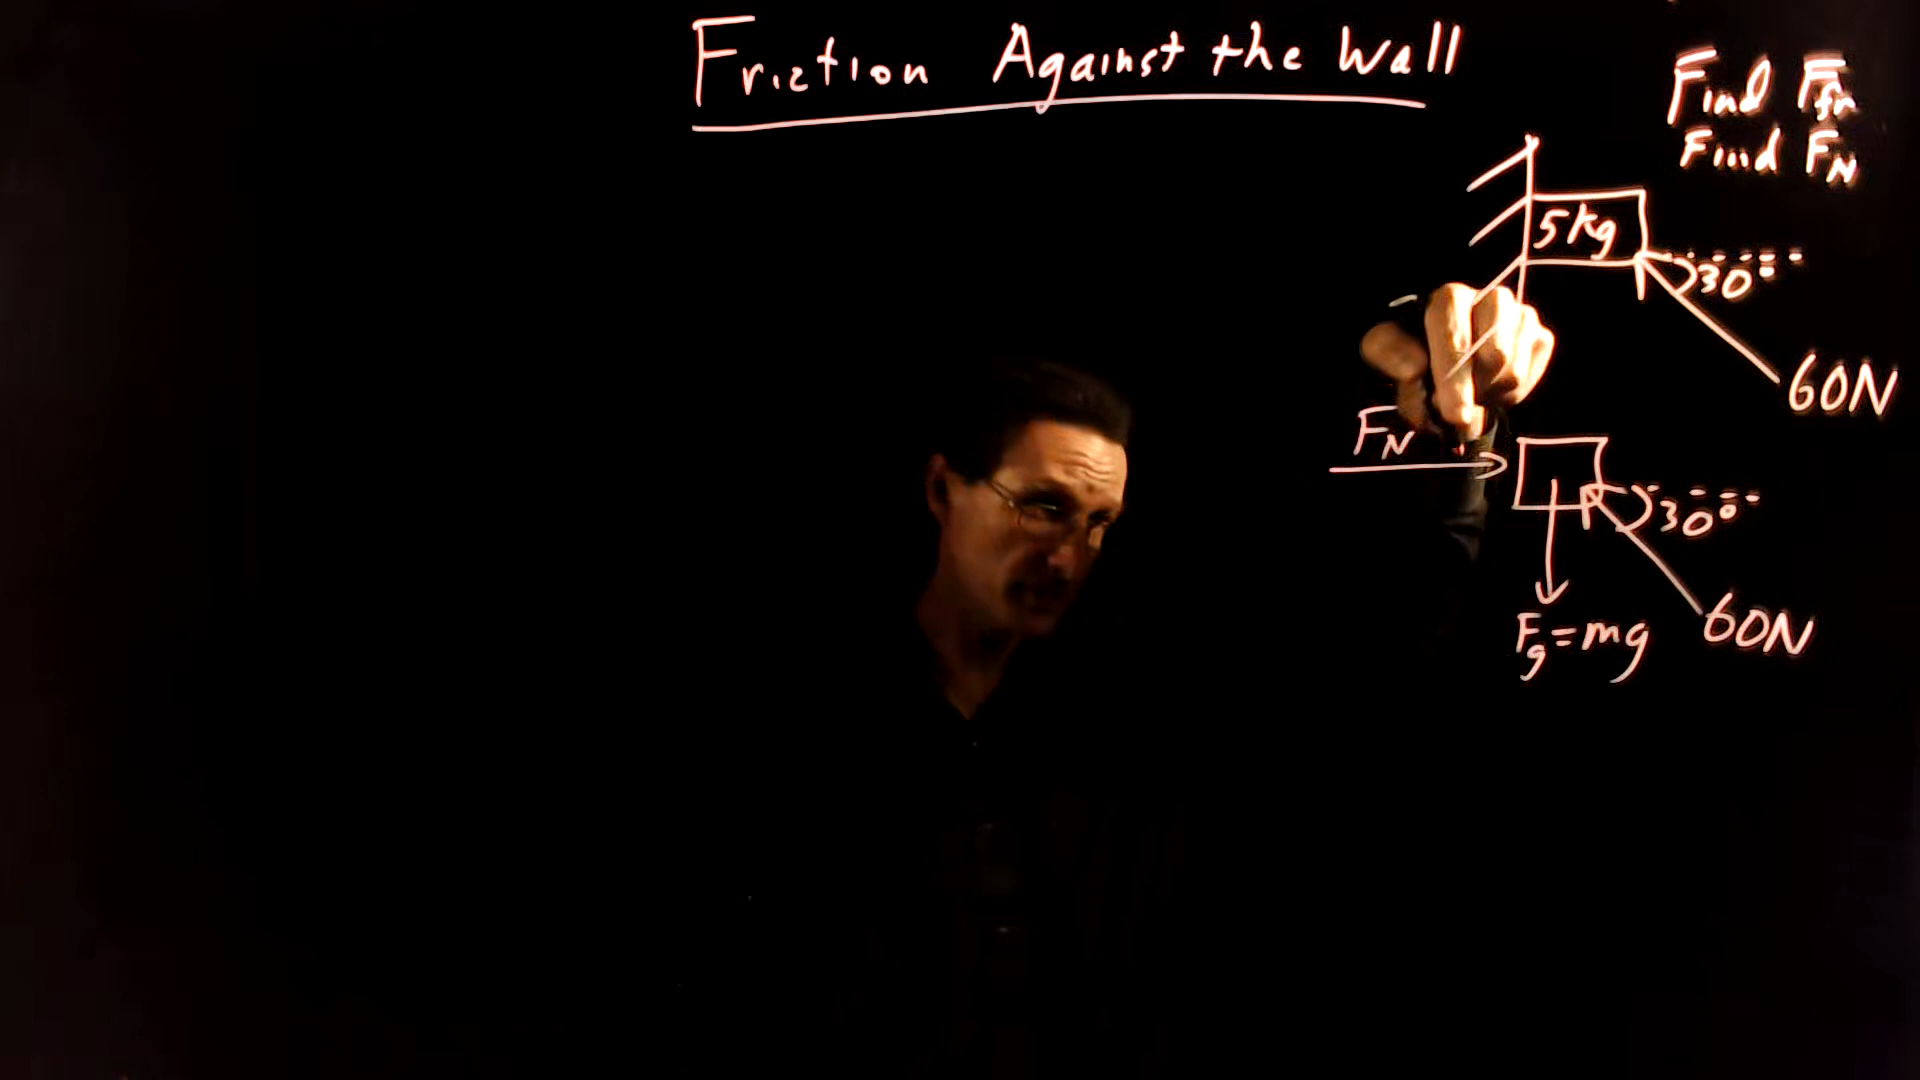 Friction Against the Wall
Find Ffr
Find FN
5kg
30°
60N
FN
30°
Fg=mg
60N